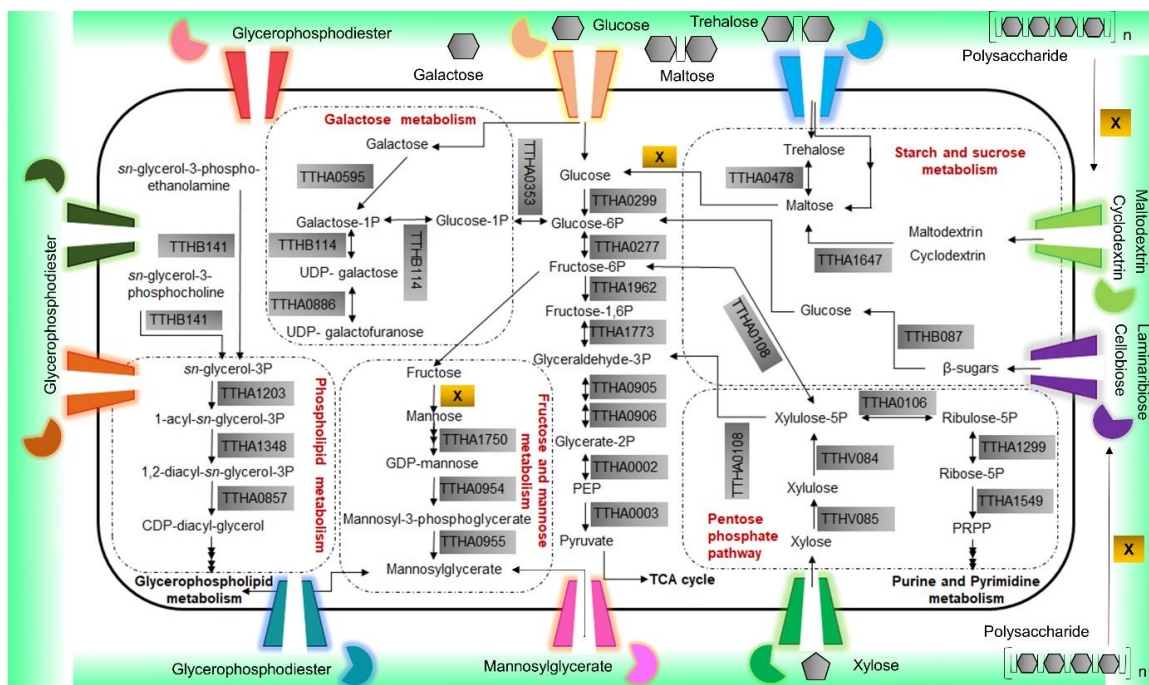 Glycerophosphodiester
Galactose
Glucose
Maltose
Trehalose
Polysaccharide
n
X
Galactose metabolism
Galactose
TTHA0595
Galactose-1P
Glucose-1P
TTHB114
TTHB114
UDP- galactose
TTHA0886
UDP- galactofuranose
TTHA0353
sn-glycerol-3-phospho-
ethanolamine
TTHB141
sn-glycerol-3-
phosphocholine
TTHB141
Glycerophosphodiester
Glucose
X
TTHA0299
Glucose-6P
TTHA0277
Fructose-6P
TTHA1962
Fructose-1,6P
TTHA1773
Glyceraldehyde-3P
TTHA0905
TTHA0906
Glycerate-2P
TTHA0002
PEP
TTHA0003
Pyruvate
TCA cycle
Trehalose
Starch and sucrose
metabolism
TTHA0478
Maltose
Maltodextrin
Cyclodextrin
TTHA1647
Glucose
TTHB087
β-sugars
TTHA0108
Maltodextrin
Cyclodextrin
Laminaribiose
Cellobiose
sn-glycerol-3P
TTHA1203
1-acyl-sn-glycerol-3P
TTHA1348
1,2-diacyl-sn-glycerol-3P
TTHA0857
CDP-diacyl-glycerol
Phospholipid metabolism
Glycerophospholipid
metabolism
Fructose
X
Mannose
TTHA1750
GDP-mannose
TTHA0954
Mannosyl-3-phosphoglycerate
TTHA0955
Mannosylglycerate
Fructose and mannose
metabolism
Xylulose-5P
TTHA0106
Ribulose-5P
TTHA0108
TTHV084
TTHA1299
Xylulose
Ribose-5P
TTHV085
TTHA1549
Xylose
PRPP
Pentose
phosphate
pathway
Purine and Pyrimidine
metabolism
X
Glycerophosphodiester
Mannosylglycerate
Xylose
Polysaccharide
n